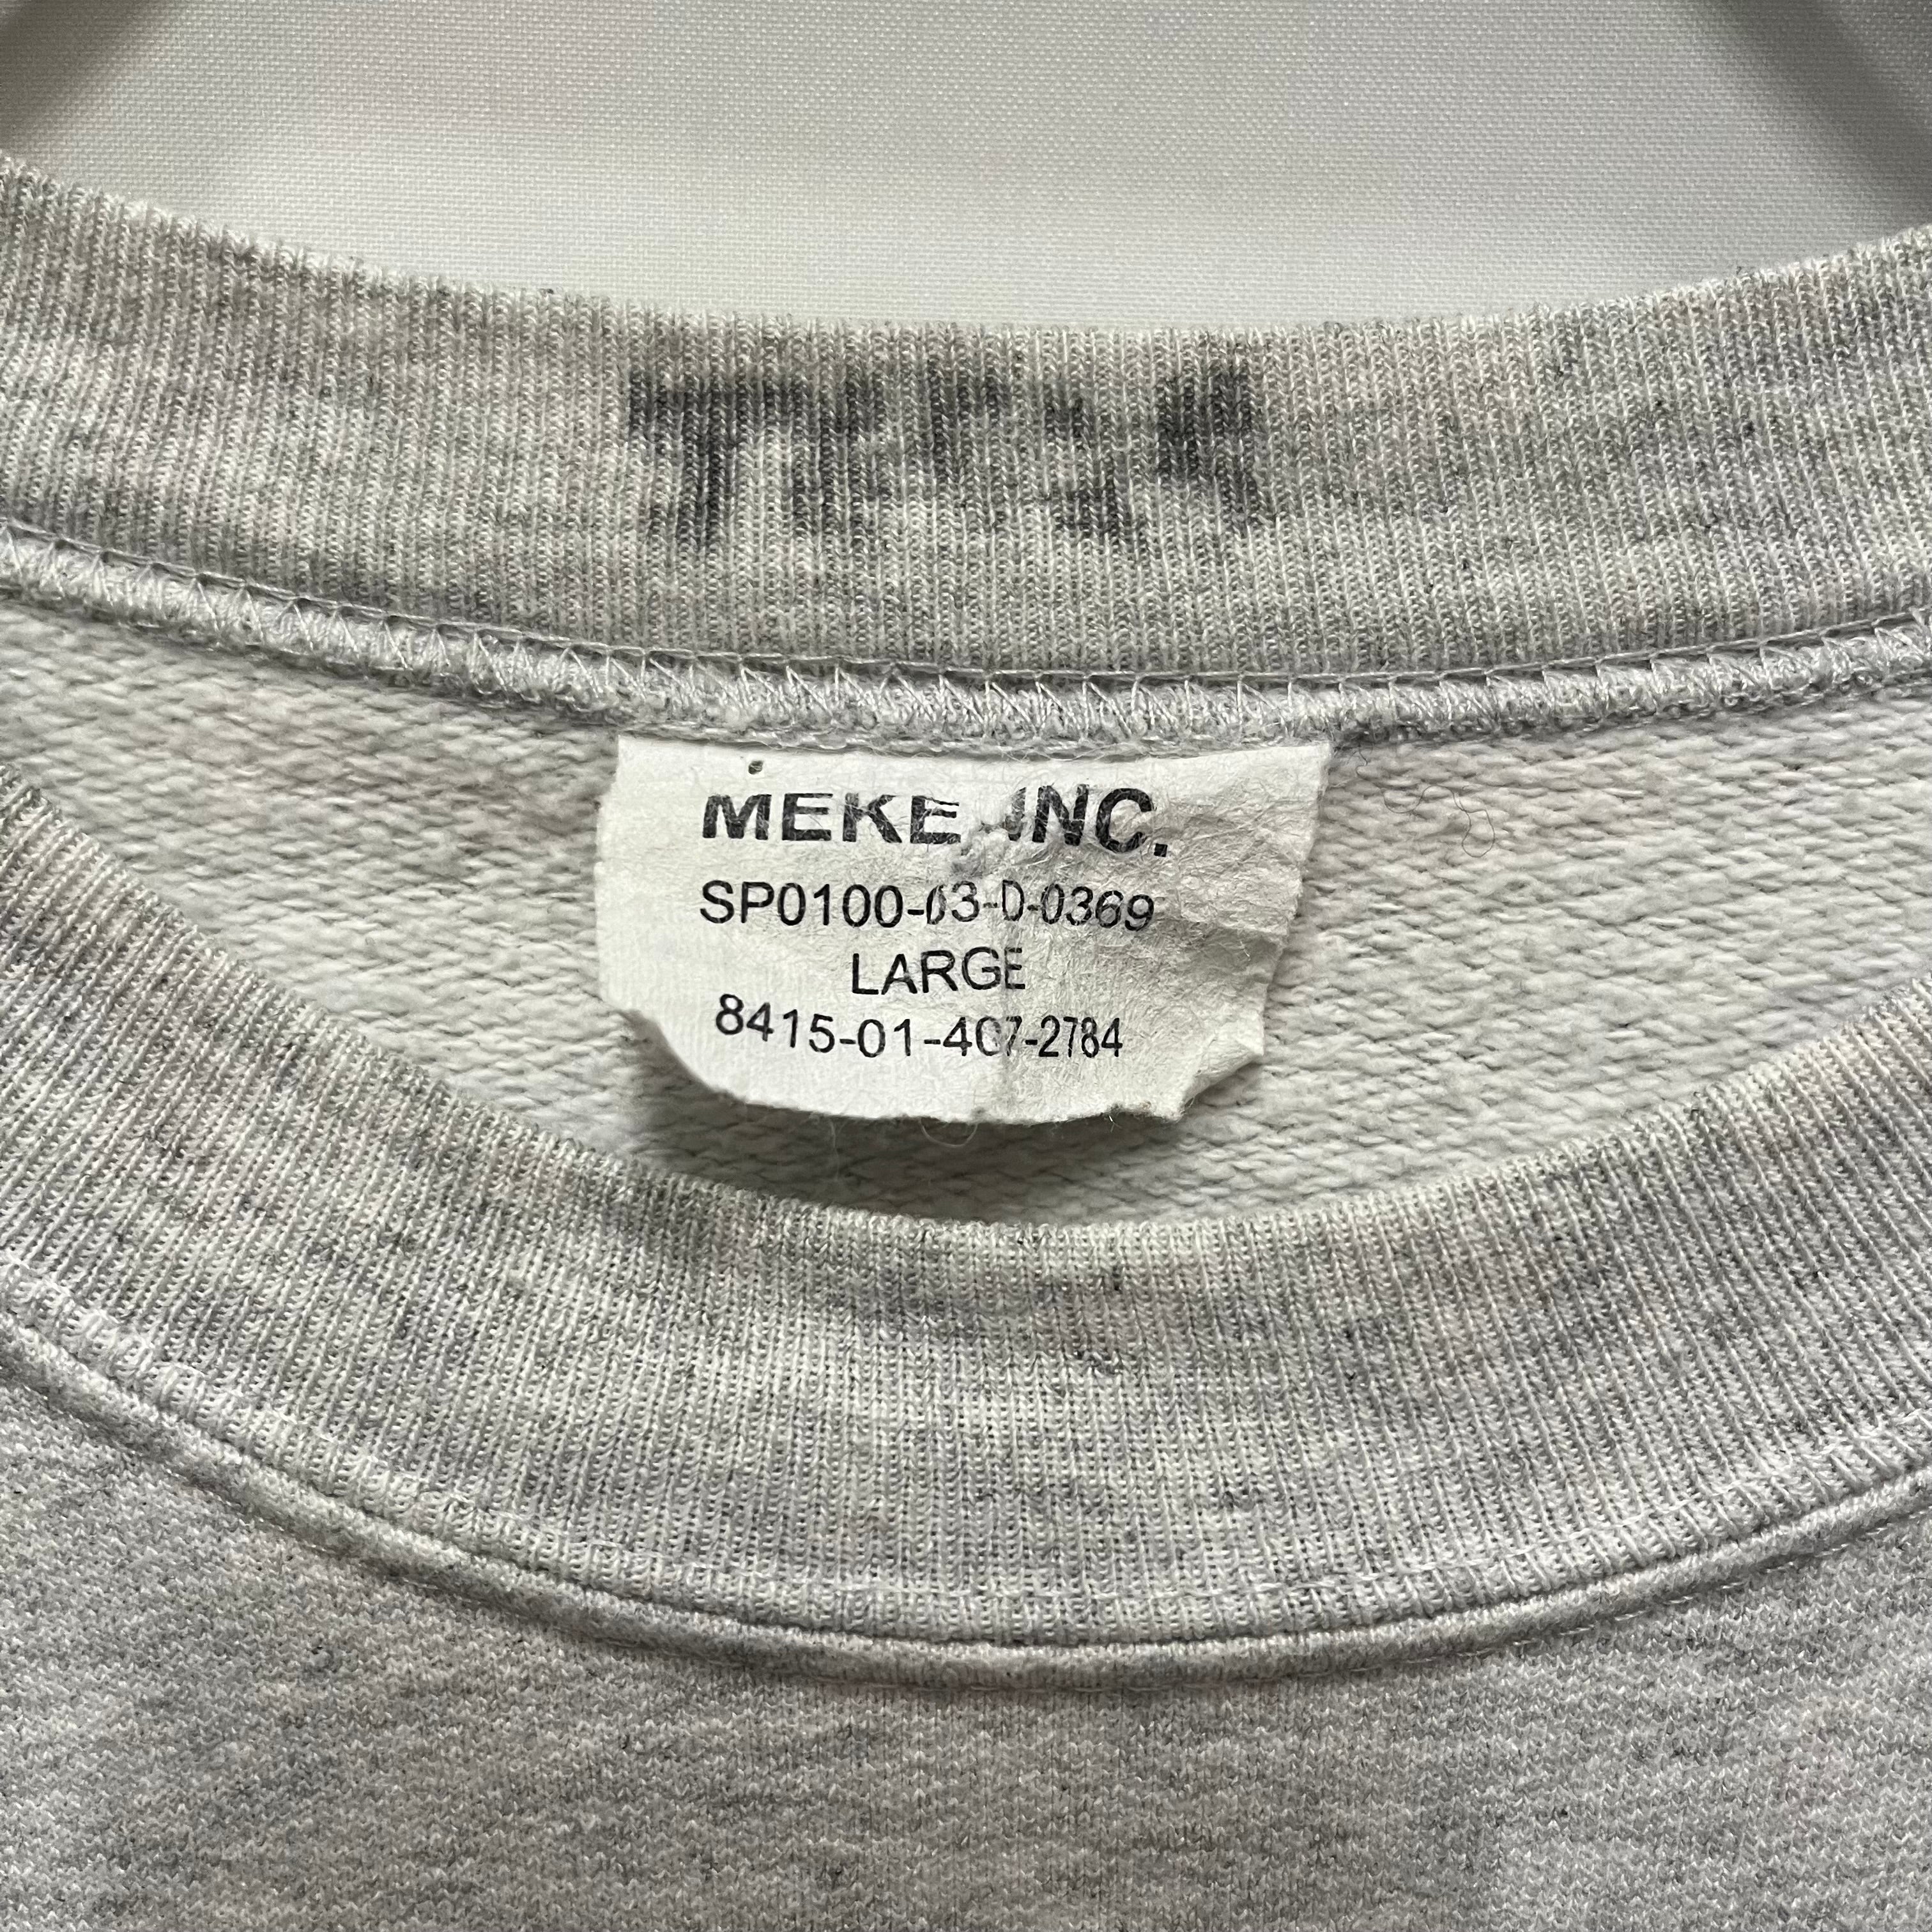 MEKE, INC.
SP0100-03-D-0369
LARGE
8415-01-407-2784